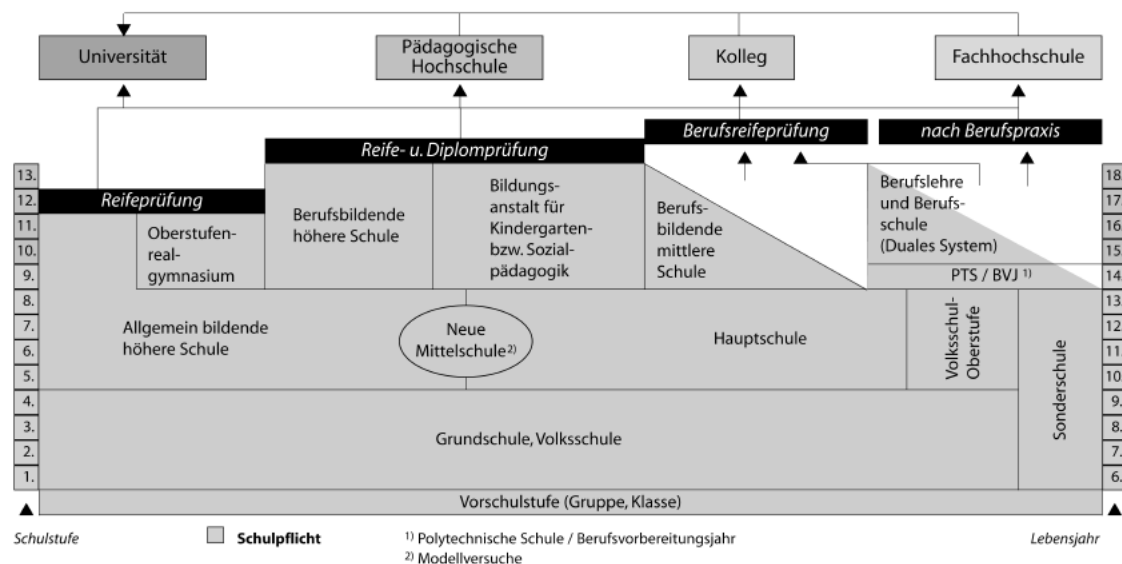 Universität
Pädagogische
Hochschule
Kolleg
Fachhochschule
Berufsreifeprüfung
nach Berufspraxis
Reife- u. Diplomprüfung
Reifeprüfung
13.
12.
11.
10.
9.
8.
7.
6.
5.
4.
3.
2.
1.
Oberstufen-
real-
gymnasium
Berufsbildende
höhere Schule
Bildungs-
anstalt für
Kindergarten-
bzw. Sozial-
pädagogik
Berufs-
bildende
mittlere
Schule
Berufslehre
und Berufs-
schule
(Duales System)
PTS / BVJ 1)
Allgemein bildende
höhere Schule
Neue
Mittelschule2)
Hauptschule
Volksschul-
Oberstufe
Sonderschule
Grundschule, Volksschule
Vorschulstufe (Gruppe, Klasse)
18.
17.
16.
15.
14.
13.
12.
11.
10.
9.
8.
7.
6.
Schulstufe
Schulpflicht
1) Polytechnische Schule / Berufsvorbereitungsjahr
2) Modellversuche
Lebensjahr